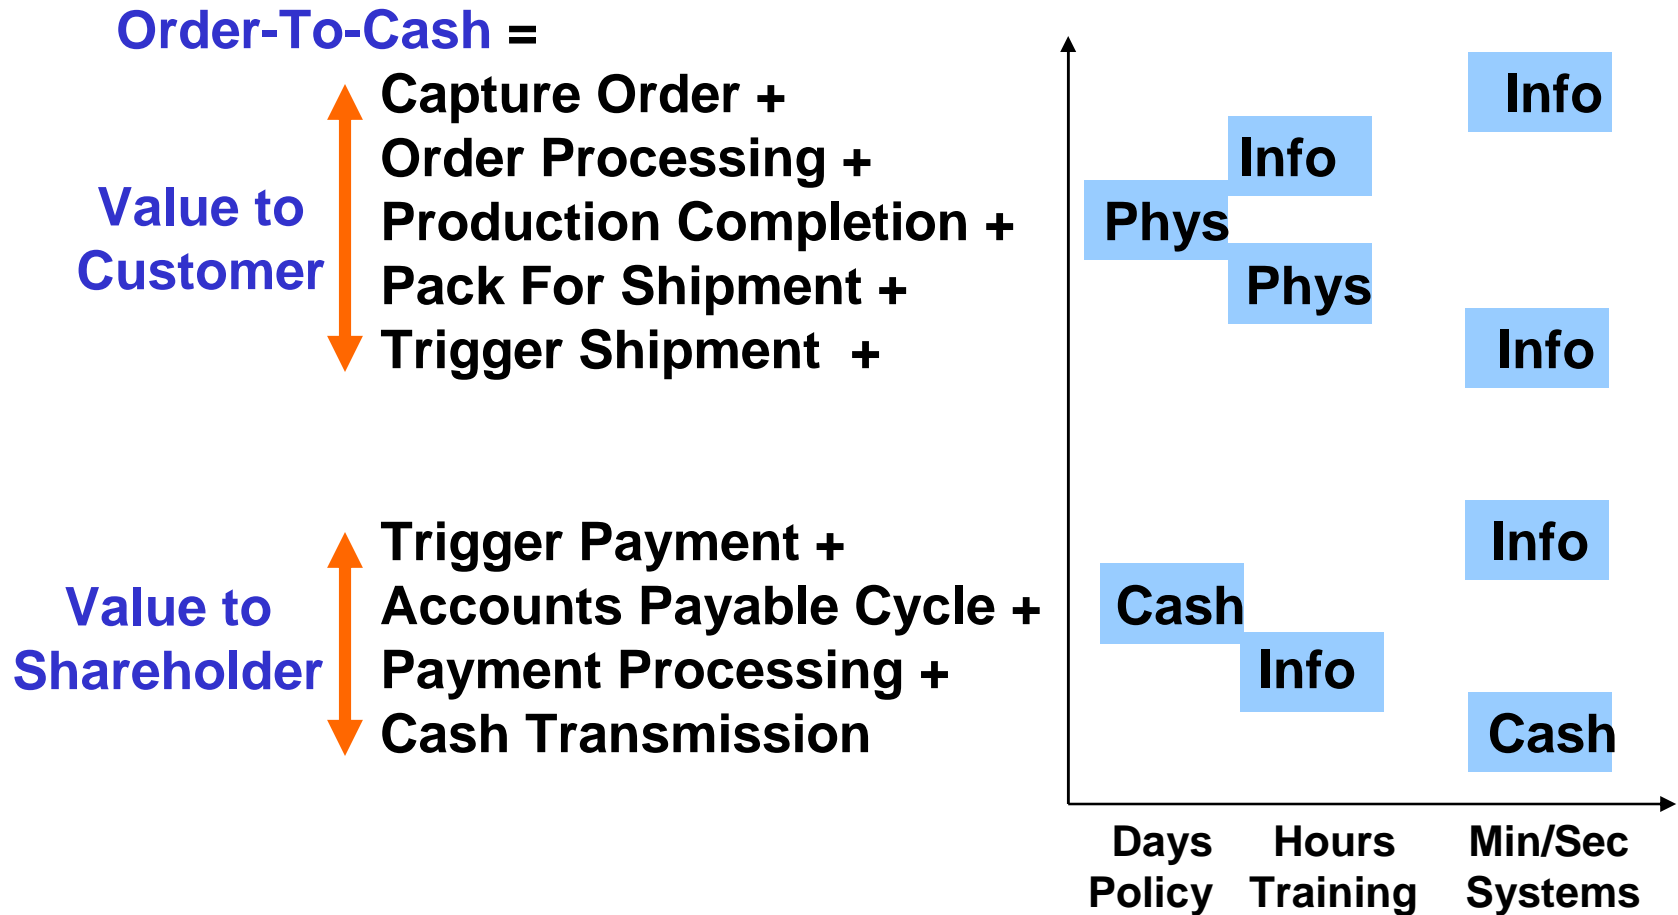 Order-To-Cash =
Capture Order + Info
Order Processing + Info
Production Completion + Phys
Pack For Shipment + Phys
Trigger Shipment + Info
Value to
Customer
Trigger Payment + Info
Accounts Payable Cycle + Cash
Payment Processing + Info
Cash Transmission Cash
Value to
Shareholder
Days Hours Min/Sec
Policy Training Systems